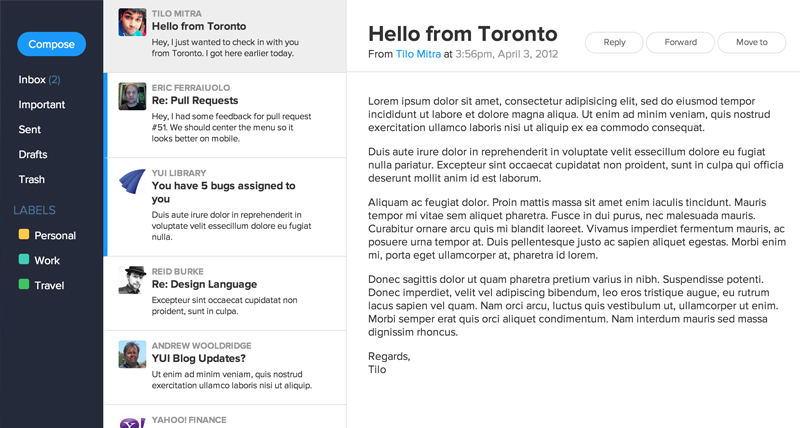 Compose
Inbox (2)
Important
Sent
Drafts
Trash
LABELS
Personal
Work
Travel
TILO MITRA
Hello from Toronto
Hey, I just wanted to check in with you
from Toronto. I got here earlier today.
ERIC FERRAIUOLO
Re: Pull Requests
Hey, I had some feedback for pull request
#51. We should center the menu so it
looks better on mobile.
YUI LIBRARY
You have 5 bugs assigned to
you
Duis aute irure dolor in reprehenderit in
voluptate velit essecillum dolore eu fugiat
nulla.
REID BURKE
Re: Design Language
Excepteur sint occaecat cupidatat non
proident, sunt in culpa.
ANDREW WOOLDRIDGE
YUI Blog Updates?
Ut enim ad minim veniam, quis nostrud
exercitation ullamco laboris nisi ut aliquip.
YAHOO! FINANCE
Hello from Toronto
From Tilo Mitra at 3:56pm, April 3, 2012
Reply
Forward
Move to
Lorem ipsum dolor sit amet, consectetur adipisicing elit, sed do eiusmod tempor
incididunt ut labore et dolore magna aliqua. Ut enim ad minim veniam, quis nostrud
exercitation ullamco laboris nisi ut aliquip ex ea commodo consequat.
Duis aute irure dolor in reprehenderit in voluptate velit essecillum dolore eu fugiat
nulla pariatur. Excepteur sint occaecat cupidatat non proident, sunt in culpa qui officia
deserunt mollit anim id est laborum.
Aliquam ac feugiat dolor. Proin mattis massa sit amet enim iaculis tincidunt. Mauris
tempor mi vitae sem aliquet pharetra. Fusce in dui purus, nec malesuada mauris.
Curabitur ornare arcu quis mi blandit laoreet. Vivamus imperdiet fermentum mauris, ac
posuere urna tempor at. Duis pellentesque justo ac sapien aliquet egestas. Morbi enim
mi, porta eget ullamcorper at, pharetra id lorem.
Donec sagittis dolor ut quam pharetra pretium varius in nibh. Suspendisse potenti.
Donec imperdiet, velit vel adipiscing bibendum, leo eros tristique augue, eu rutrum
lacus sapien vel quam. Nam orci arcu, luctus quis vestibulum ut, ullamcorper ut enim.
Morbi semper erat quis orci aliquet condimentum. Nam interdum mauris sed massa
dignissim rhoncus.
Regards,
Tilo